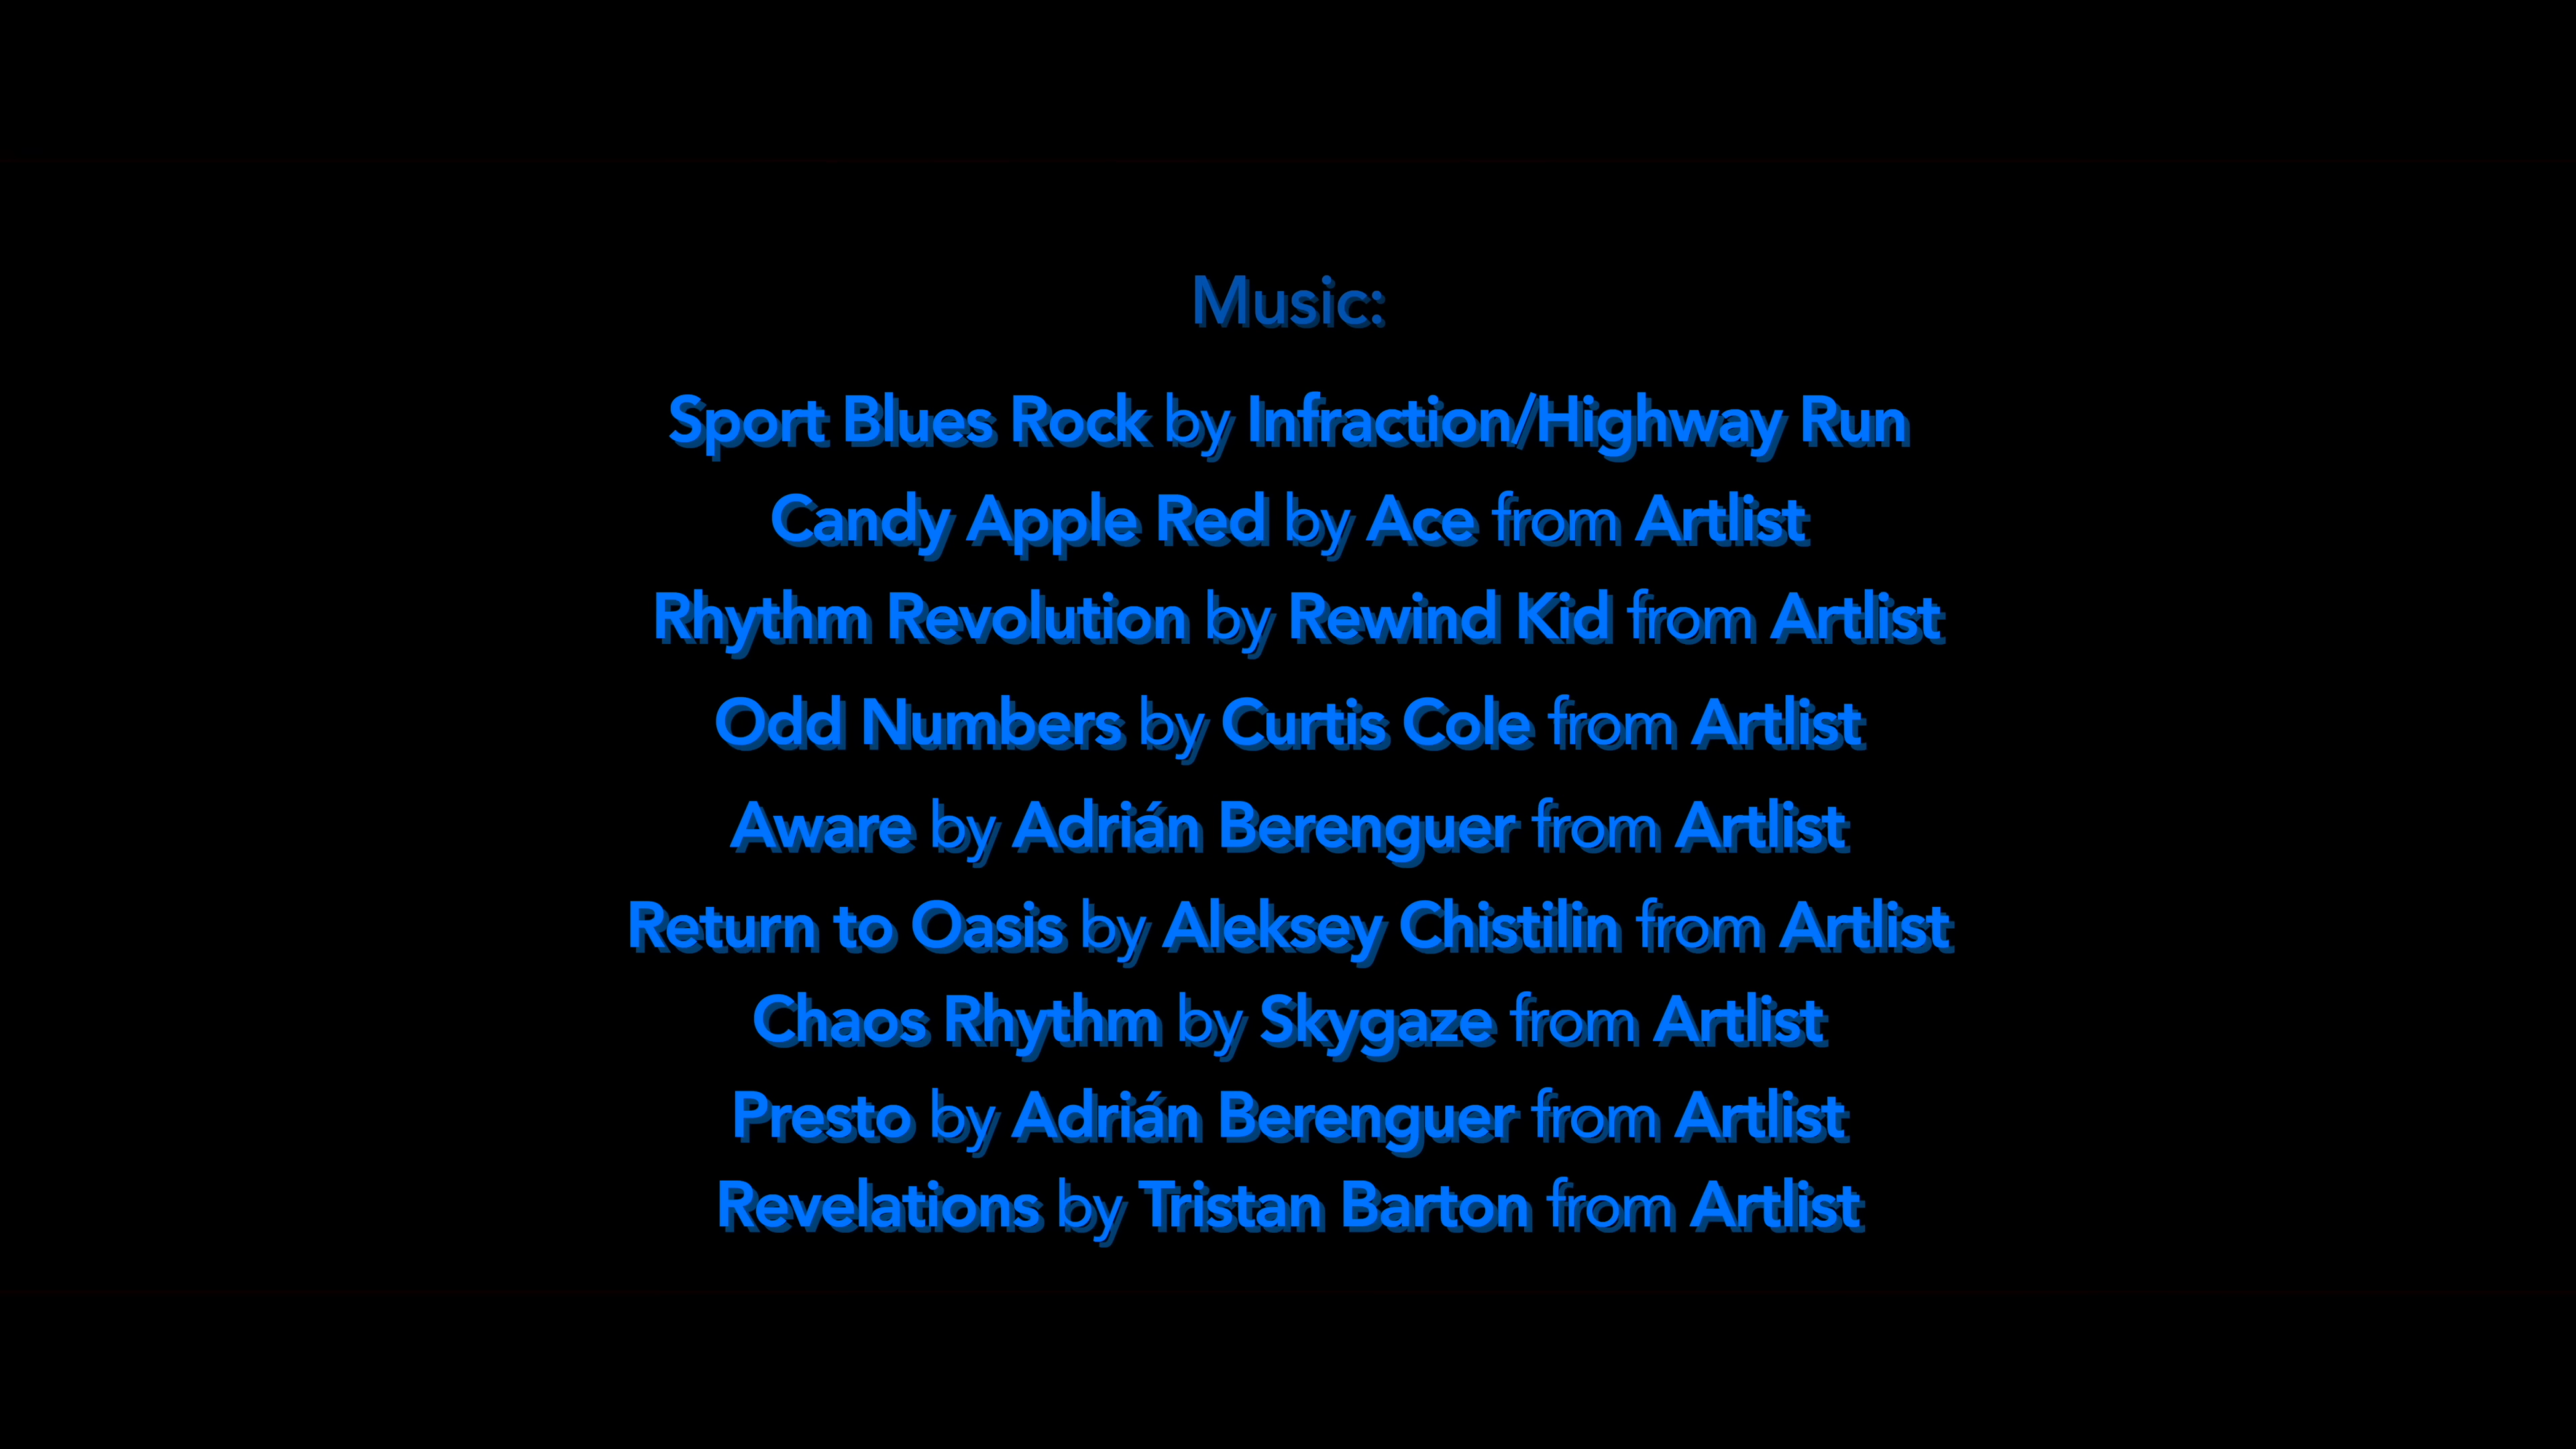 Music:
Sport Blues Rock by Infraction/Highway Run
Candy Apple Red by Ace from Artlist
Rhythm Revolution by Rewind Kid from Artlist
Odd Numbers by Curtis Cole from Artlist
Aware by Adrián Berenguer from Artlist
Return to Oasis by Aleksey Chistilin from Artlist
Chaos Rhythm by Skygaze from Artlist
Presto by Adrián Berenguer from Artlist
Revelations by Tristan Barton from Artlist